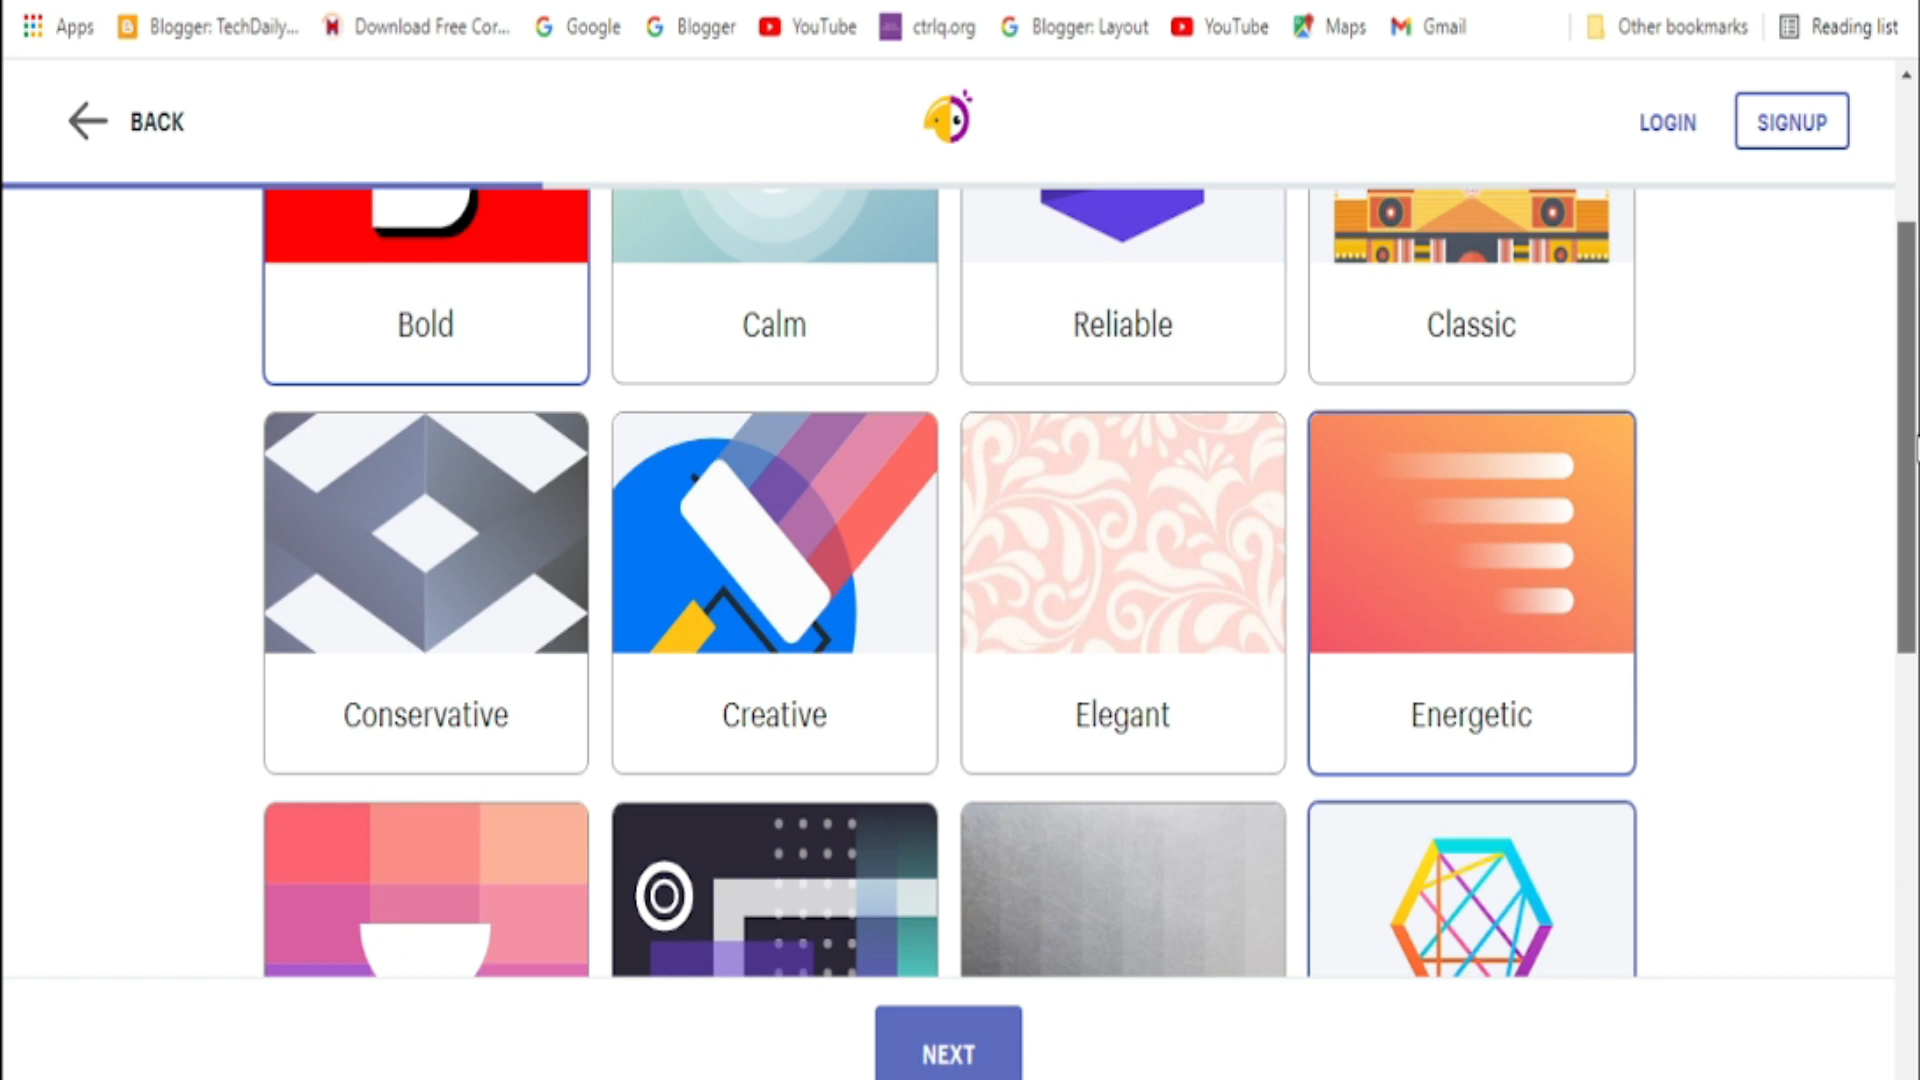 Apps Blogger: TechDaily... Download Free Cor... Google Blogger YouTube ctrlq.org Blogger: Layout YouTube Maps Gmail Other bookmarks Reading list
BACK LOGIN SIGNUP
Bold Calm Reliable Classic
Conservative Creative Elegant Energetic
NEXT